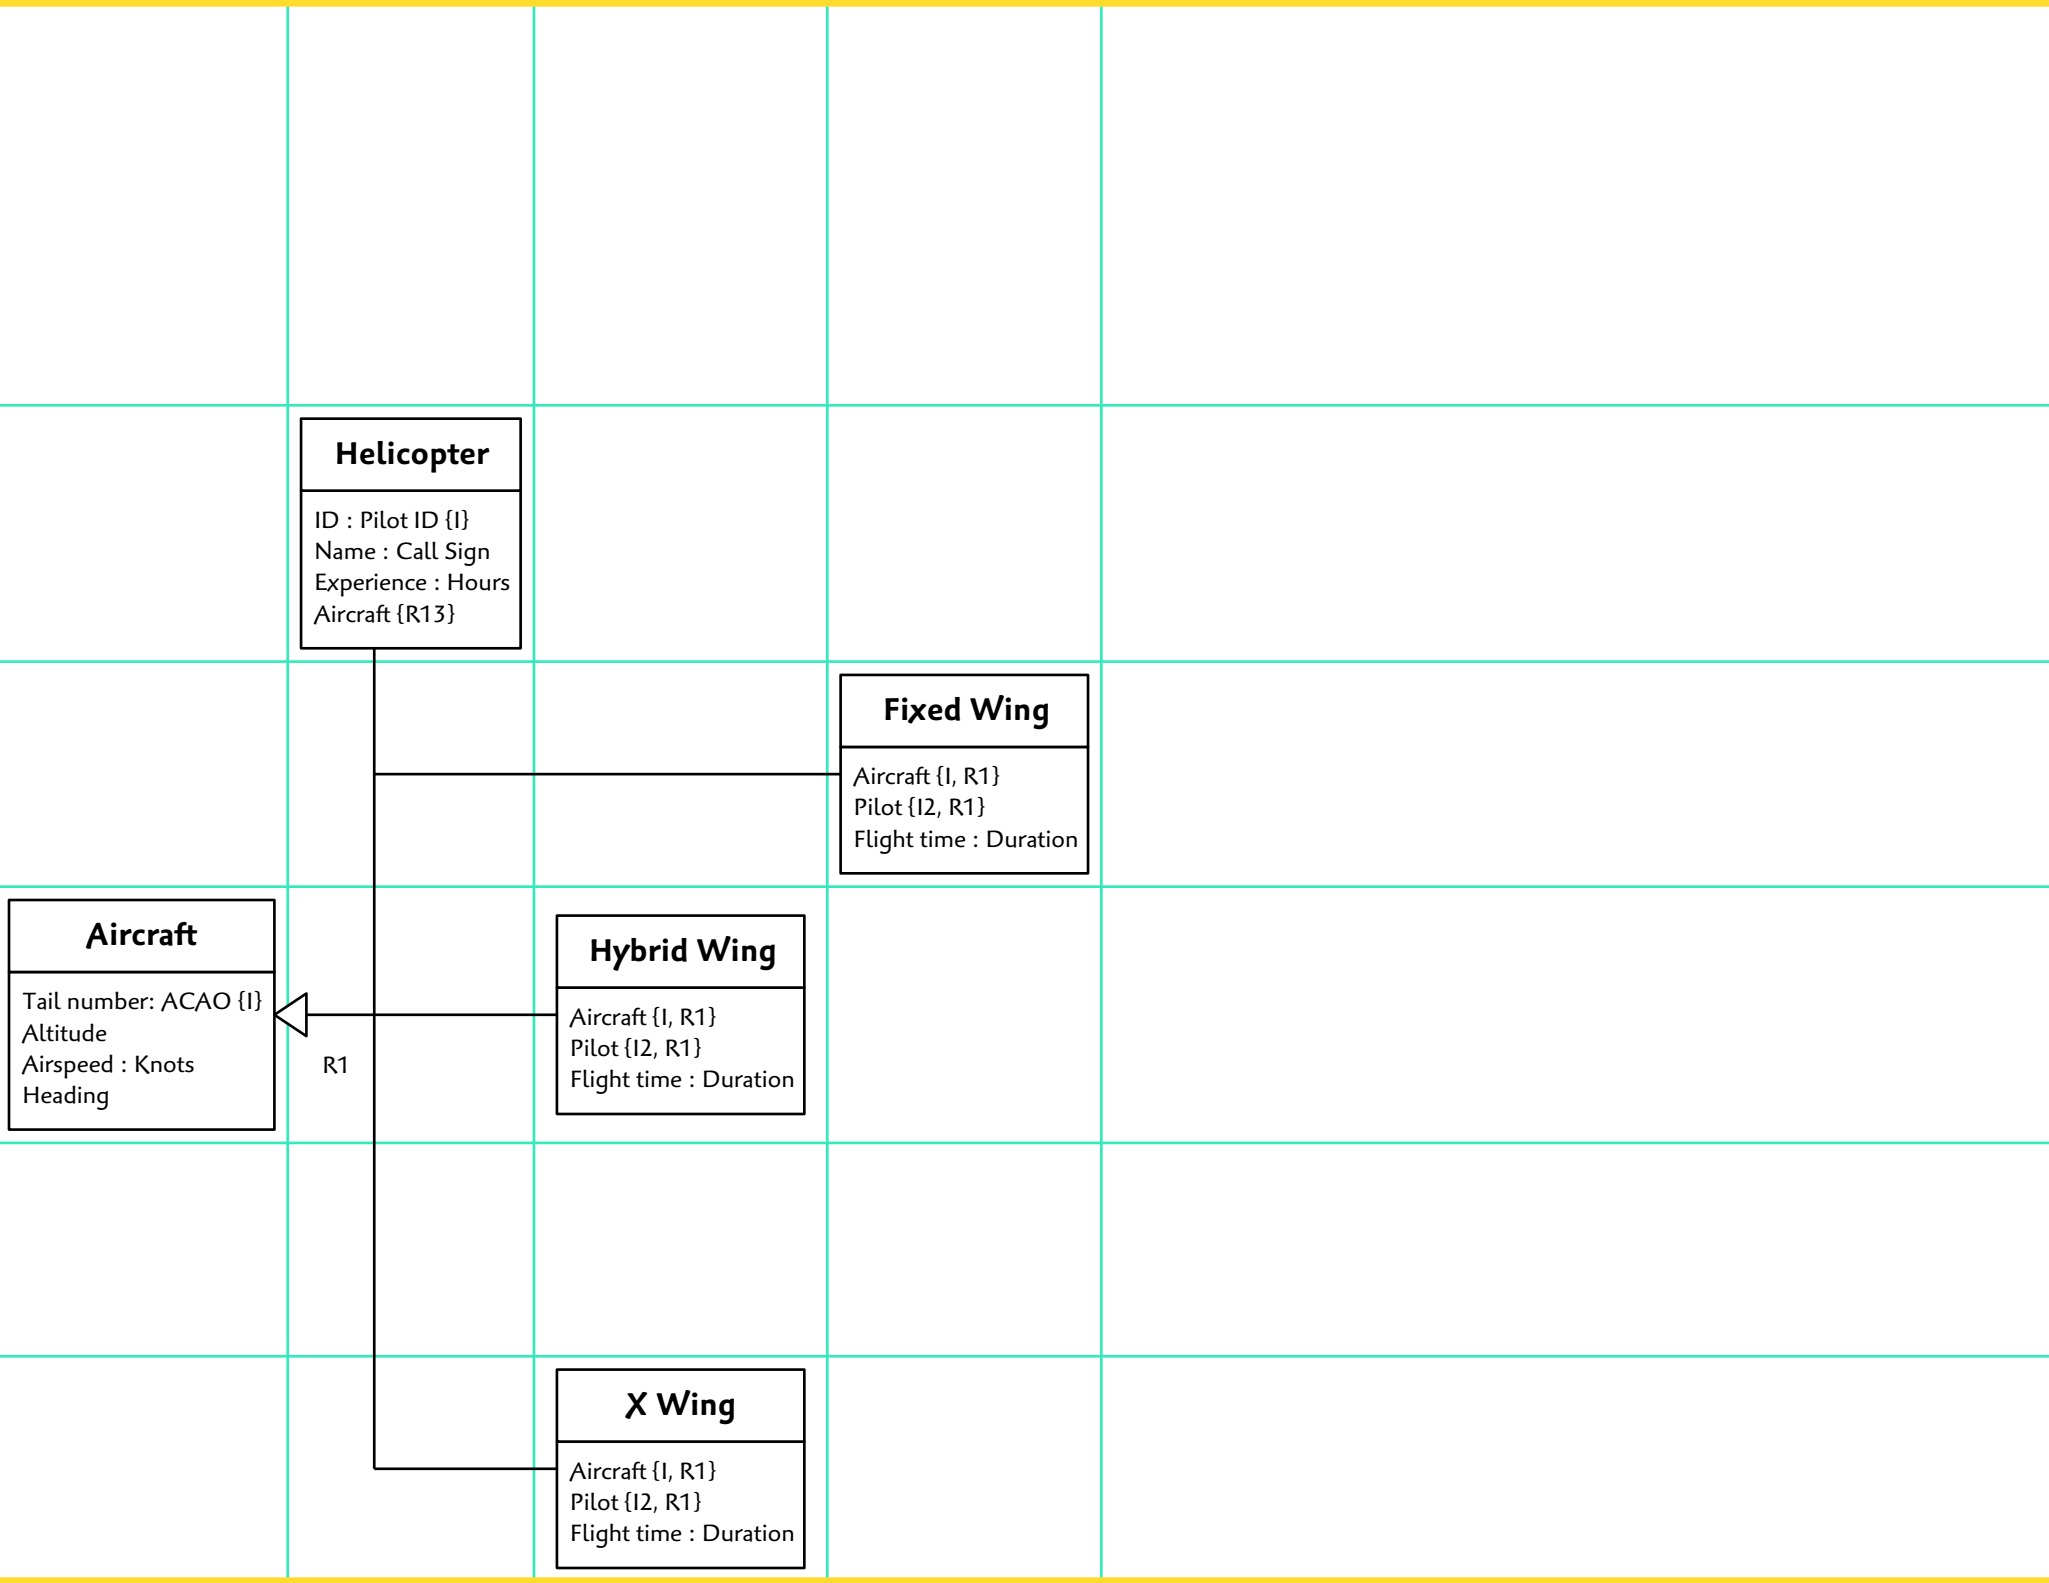 Helicopter
ID : Pilot ID {I}
Name : Call Sign
Experience : Hours
Aircraft {R13}
Fixed Wing
Aircraft {I, R1}
Pilot {I2, R1}
Flight time : Duration
Aircraft
Tail number: ACAO {I}
Altitude
Airspeed : Knots
Heading
R1
Hybrid Wing
Aircraft {I, R1}
Pilot {I2, R1}
Flight time : Duration
X Wing
Aircraft {I, R1}
Pilot {I2, R1}
Flight time : Duration